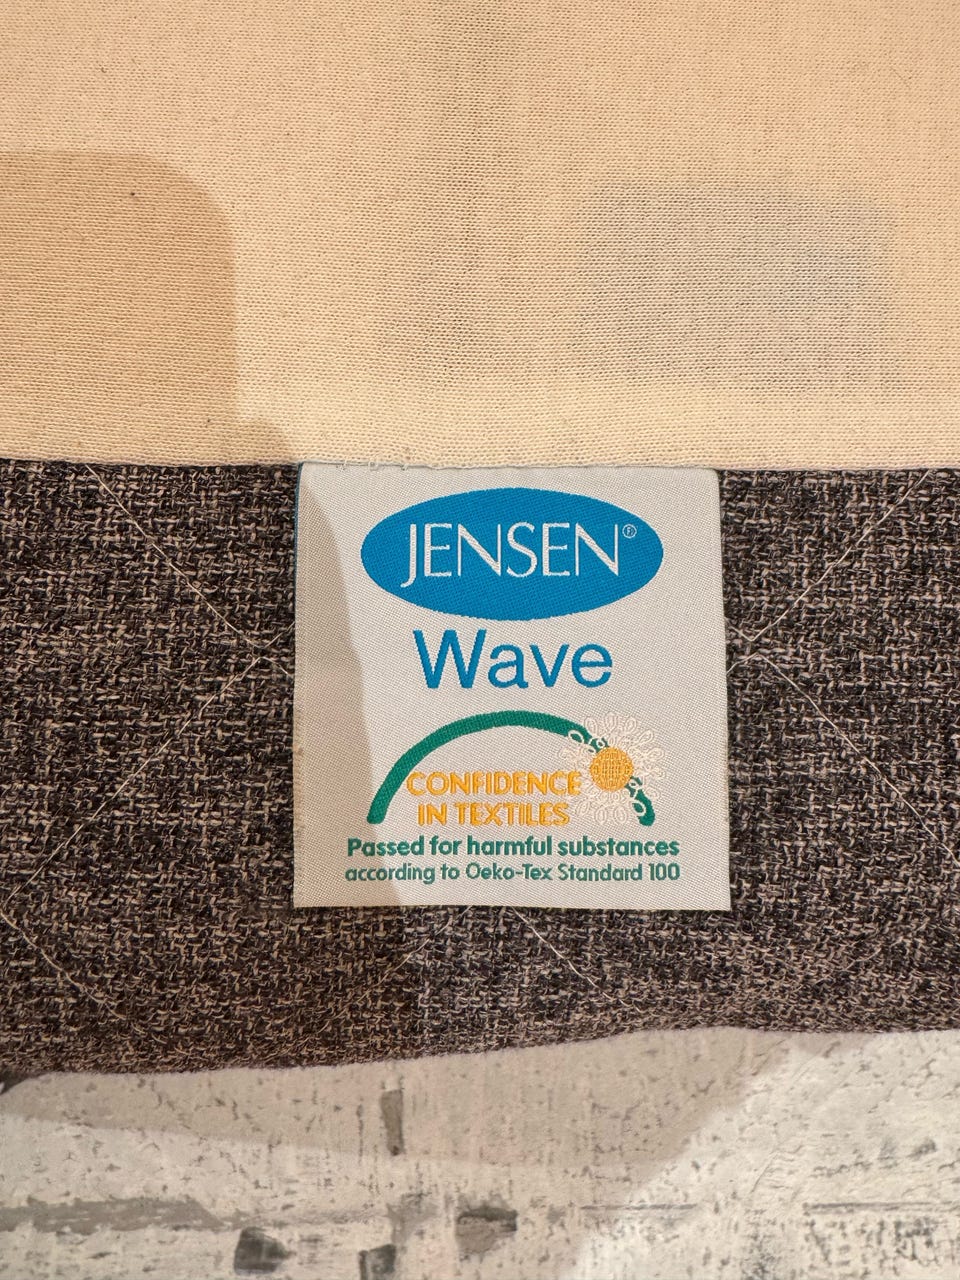 JENSEN®
Wave
CONFIDENCE
IN TEXTILES
Passed for harmful substances
according to Oeko-Tex Standard 100